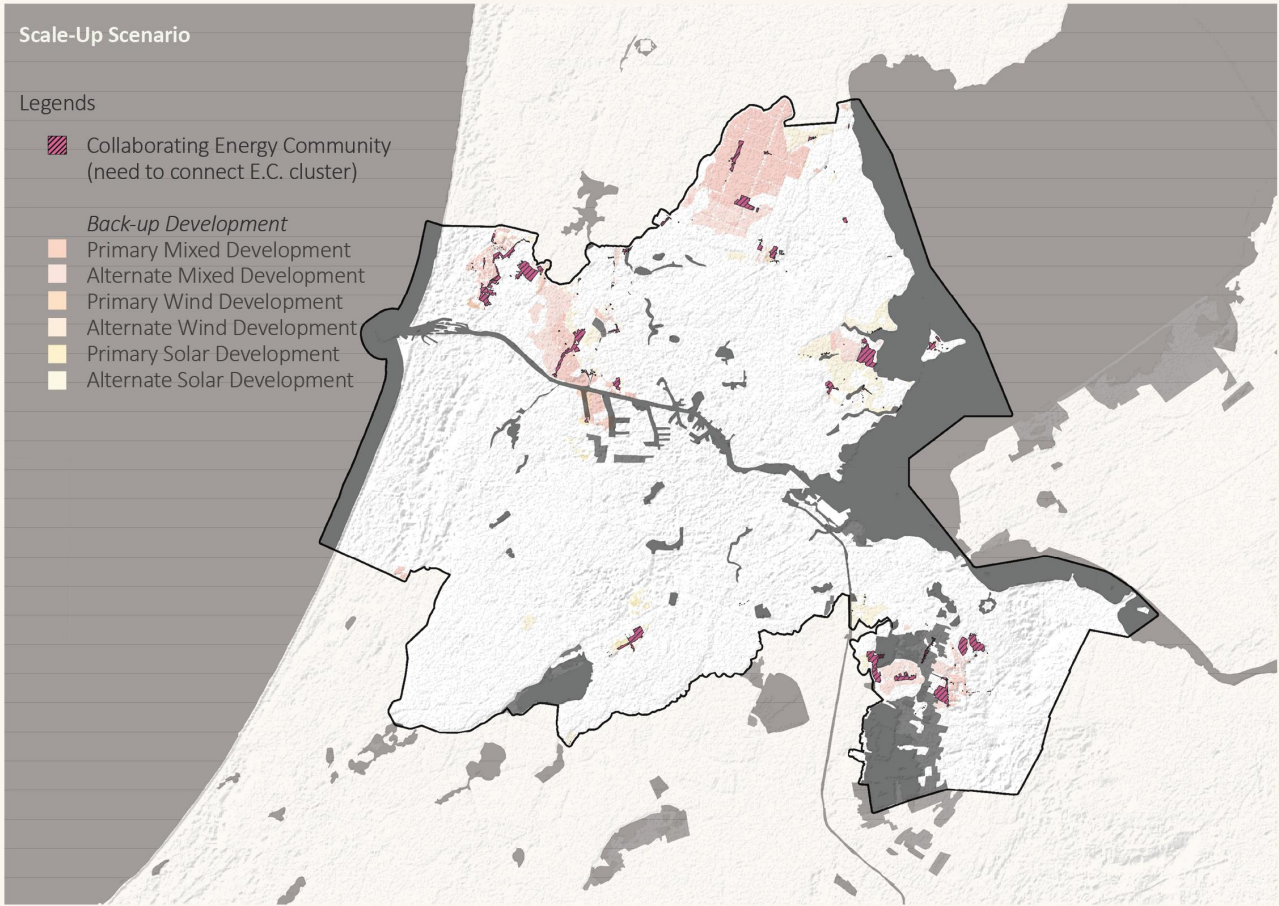 Scale-Up Scenario
Legends
Collaborating Energy Community
(need to connect E.C. cluster)
Back-up Development
Primary Mixed Development
Alternate Mixed Development
Primary Wind Development
Alternate Wind Development
Primary Solar Development
Alternate Solar Development